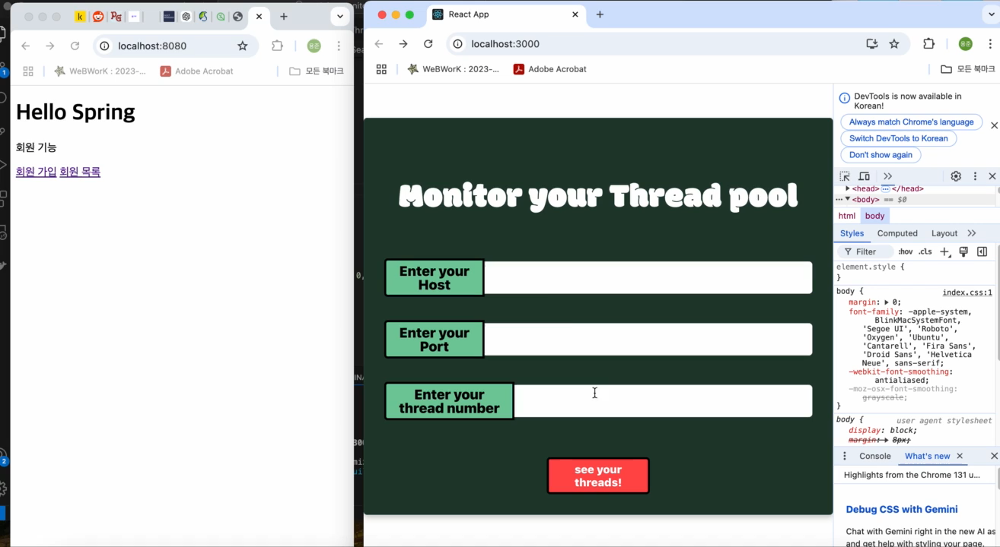 localhost:8080
WeBWorK : 2023-...
Adobe Acrobat
모든 북마크
Hello Spring
회원 기능
회원 가입 회원 목록
React App
localhost:3000
WeBWorK : 2023-...
Adobe Acrobat
모든 북마크
Monitor your Thread pool
Enter your
Host
Enter your
Port
Enter your
thread number
see your
threads!
DevTools is now available in
Korean!
Always match Chrome's language
Switch DevTools to Korean
Don't show again
<head> </head>
<body> == $0
html body
Styles Computed Layout
Filter :hov .cls
element.style {
}
body { index.css:1
margin: 0;
font-family: -apple-system,
BlinkMacSystemFont,
'Segoe UI', 'Roboto',
'Oxygen', 'Ubuntu',
'Cantarell', 'Fira Sans',
'Droid Sans', 'Helvetica
Neue', sans-serif;
-webkit-font-smoothing:
antialiased;
-moz-osx-font-smoothing:
grayscale;
}
body { user agent stylesheet
display: block;
margin: 8px;
Console What's new
Highlights from the Chrome 131 u...
Debug CSS with Gemini
Chat with Gemini right in the new AI as
and get help with styling your page.